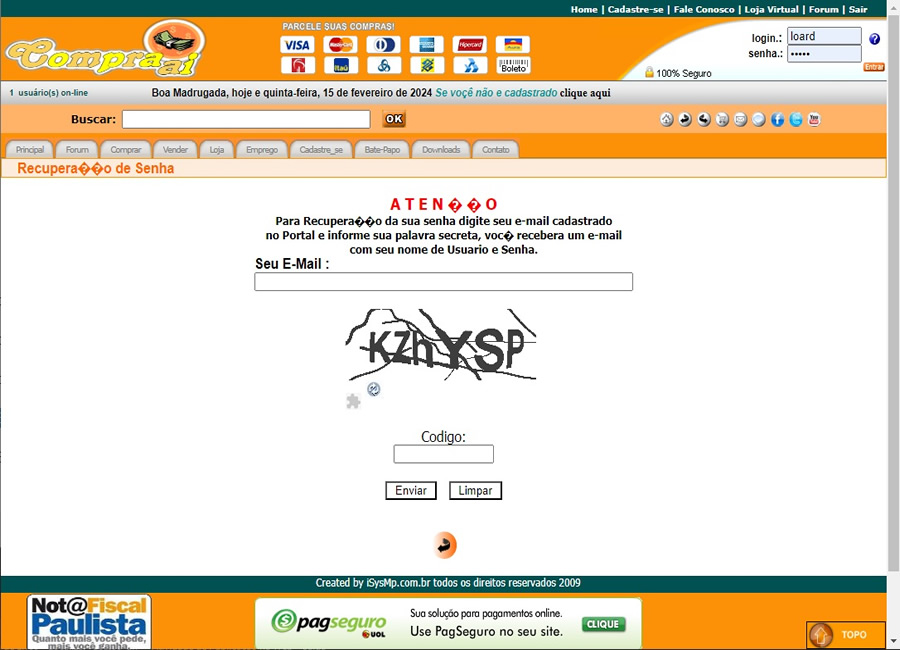 Home | Cadastre-se | Fale Conosco | Loja Virtual | Forum | Sair
Compra ai
PARCELE SUAS COMPRAS!
VISA MasterCard Hipercard
Itaú Boleto
login.: loard
senha.: •••••
100% Seguro Entrar
1 usuário(s) on-line
Boa Madrugada, hoje e quinta-feira, 15 de fevereiro de 2024 Se voçê não e cadastrado clique aqui
Buscar: OK
Principal Forum Comprar Vender Loja Emprego Cadastre_se Bate-Papo Downloads Contato
Recupera��o de Senha
A T E N � � O
Para Recupera��o da sua senha digite seu e-mail cadastrado
no Portal e informe sua palavra secreta, voc� recebera um e-mail
com seu nome de Usuario e Senha.
Seu E-Mail :
KZhYSP
Codigo:
Enviar Limpar
Created by iSysMp.com.br todos os direitos reservados 2009
Not@Fiscal
Paulista
Quanto mais você pede,
mais você ganha.
pagseguro
UOL
Sua solução para pagamentos online.
Use PagSeguro no seu site.
CLIQUE
TOPO